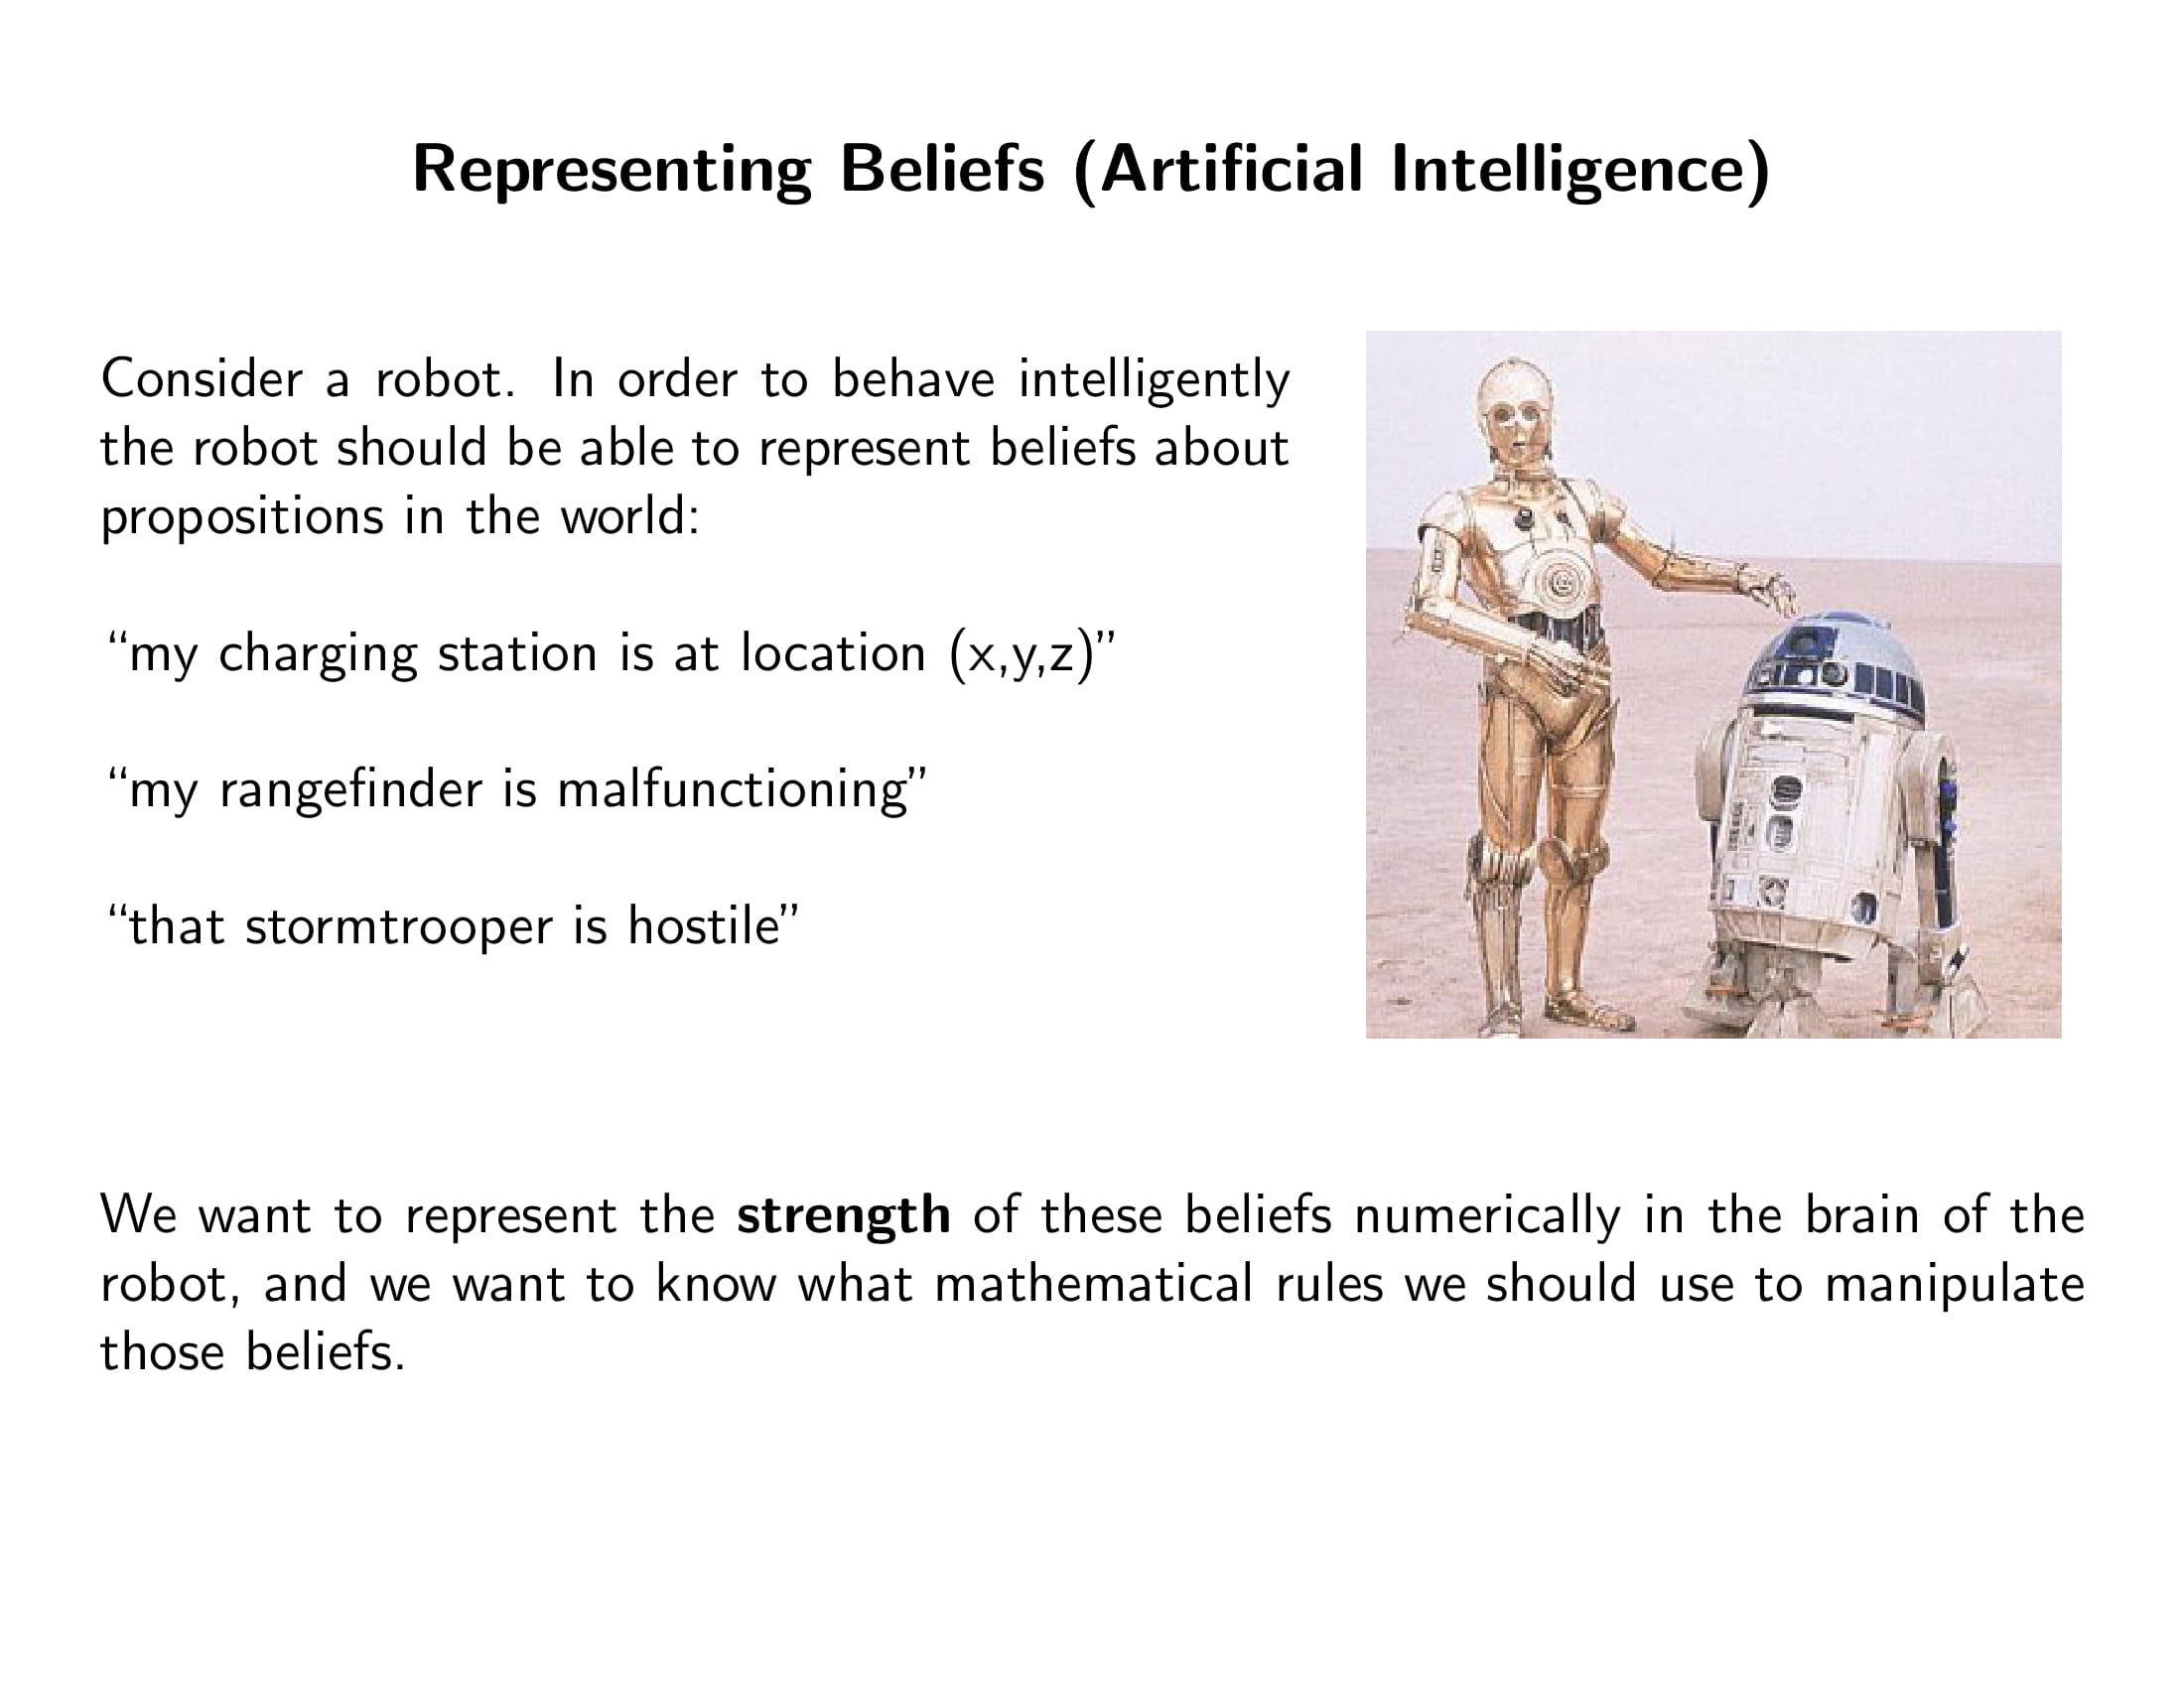 Representing Beliefs (Artificial Intelligence)
Consider a robot. In order to behave intelligently
the robot should be able to represent beliefs about
propositions in the world:
“my charging station is at location (x,y,z)”
“my rangefinder is malfunctioning”
“that stormtrooper is hostile”
We want to represent the strength of these beliefs numerically in the brain of the
robot, and we want to know what mathematical rules we should use to manipulate
those beliefs.